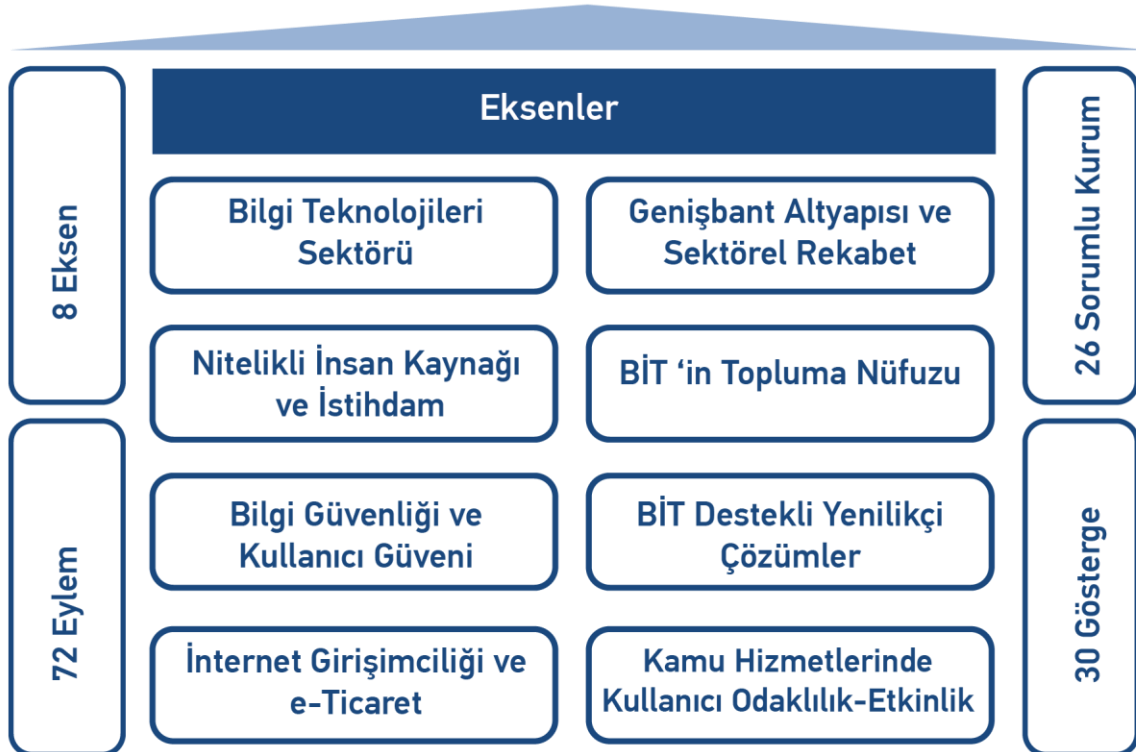 Eksenler
8 Eksen
72 Eylem
Bilgi Teknolojileri
Sektörü
Genişbant Altyapısı ve
Sektörel Rekabet
Nitelikli İnsan Kaynağı
ve İstihdam
BİT ‘in Topluma Nüfuzu
Bilgi Güvenliği ve
Kullanıcı Güveni
BİT Destekli Yenilikçi
Çözümler
İnternet Girişimciliği ve
e-Ticaret
Kamu Hizmetlerinde
Kullanıcı Odaklılık-Etkinlik
26 Sorumlu Kurum
30 Gösterge